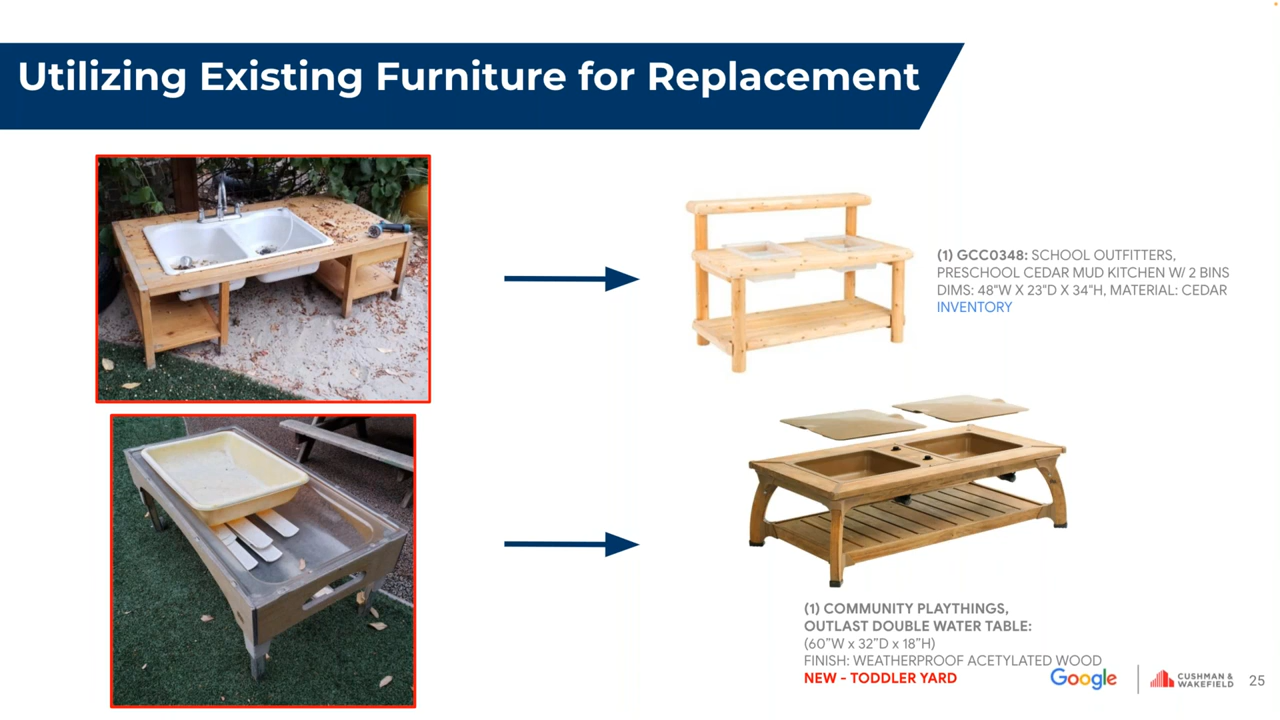 Utilizing Existing Furniture for Replacement
(1) GCC0348: SCHOOL OUTFITTERS,
PRESCHOOL CEDAR MUD KITCHEN W/ 2 BINS
DIMS: 48"W X 23"D X 34"H, MATERIAL: CEDAR
INVENTORY
(1) COMMUNITY PLAYTHINGS,
OUTLAST DOUBLE WATER TABLE:
(60”W x 32”D x 18”H)
FINISH: WEATHERPROOF ACETYLATED WOOD
NEW - TODDLER YARD
Google
CUSHMAN &
WAKEFIELD
25